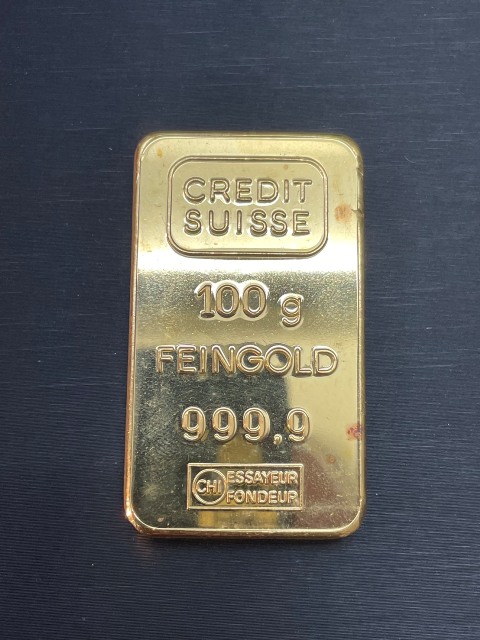 CREDIT
SUISSE
100 g
FEINGOLD
999,9
CHI ESSAYEUR
FONDEUR